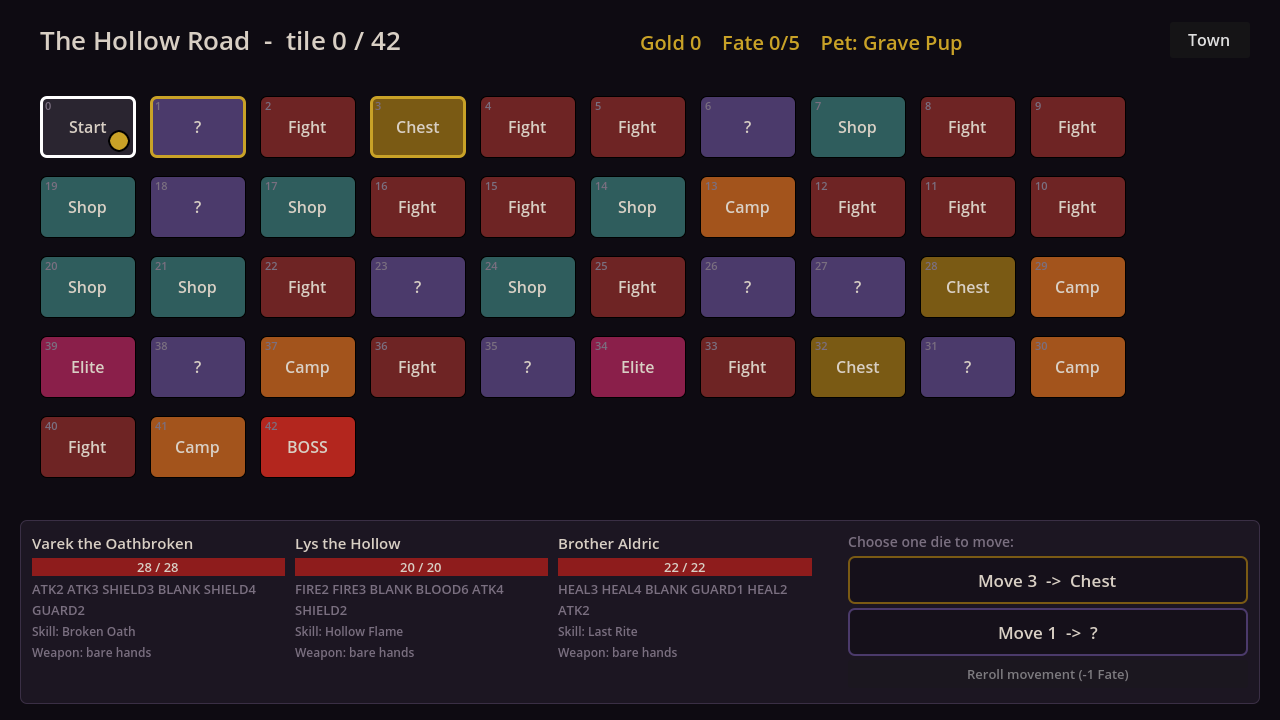 The Hollow Road - tile 0 / 42
Gold 0 Fate 0/5 Pet: Grave Pup
Town
0 Start
1 ?
2 Fight
3 Chest
4 Fight
5 Fight
6 ?
7 Shop
8 Fight
9 Fight
19 Shop
18 ?
17 Shop
16 Fight
15 Fight
14 Shop
13 Camp
12 Fight
11 Fight
10 Fight
20 Shop
21 Shop
22 Fight
23 ?
24 Shop
25 Fight
26 ?
27 ?
28 Chest
29 Camp
39 Elite
38 ?
37 Camp
36 Fight
35 ?
34 Elite
33 Fight
32 Chest
31 ?
30 Camp
40 Fight
41 Camp
42 BOSS
Varek the Oathbroken
28 / 28
ATK2 ATK3 SHIELD3 BLANK SHIELD4
GUARD2
Skill: Broken Oath
Weapon: bare hands
Lys the Hollow
20 / 20
FIRE2 FIRE3 BLANK BLOOD6 ATK4
SHIELD2
Skill: Hollow Flame
Weapon: bare hands
Brother Aldric
22 / 22
HEAL3 HEAL4 BLANK GUARD1 HEAL2
ATK2
Skill: Last Rite
Weapon: bare hands
Choose one die to move:
Move 3 -> Chest
Move 1 -> ?
Reroll movement (-1 Fate)